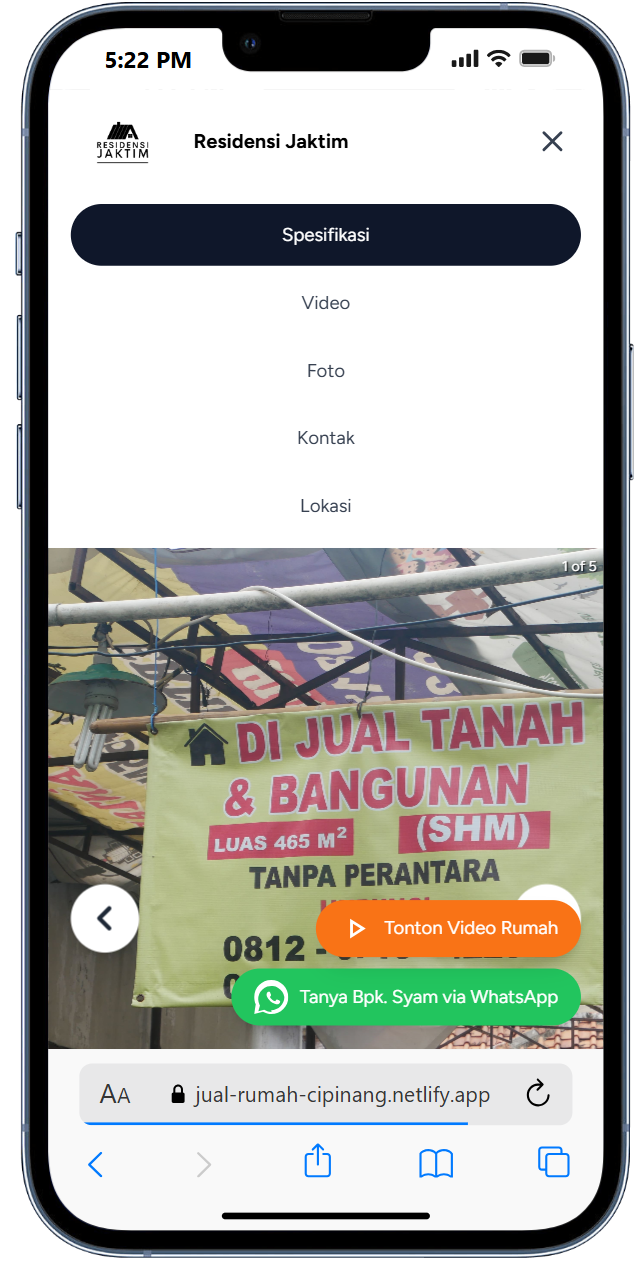 5:22 PM
RESIDENSI
JAKTIM
Residensi Jaktim
Spesifikasi
Video
Foto
Kontak
Lokasi
1 of 5
DI JUAL TANAH
& BANGUNAN
LUAS 465 M²
(SHM)
TANPA PERANTARA
0812 -
Tonton Video Rumah
Tanya Bpk. Syam via WhatsApp
AA
jual-rumah-cipinang.netlify.app